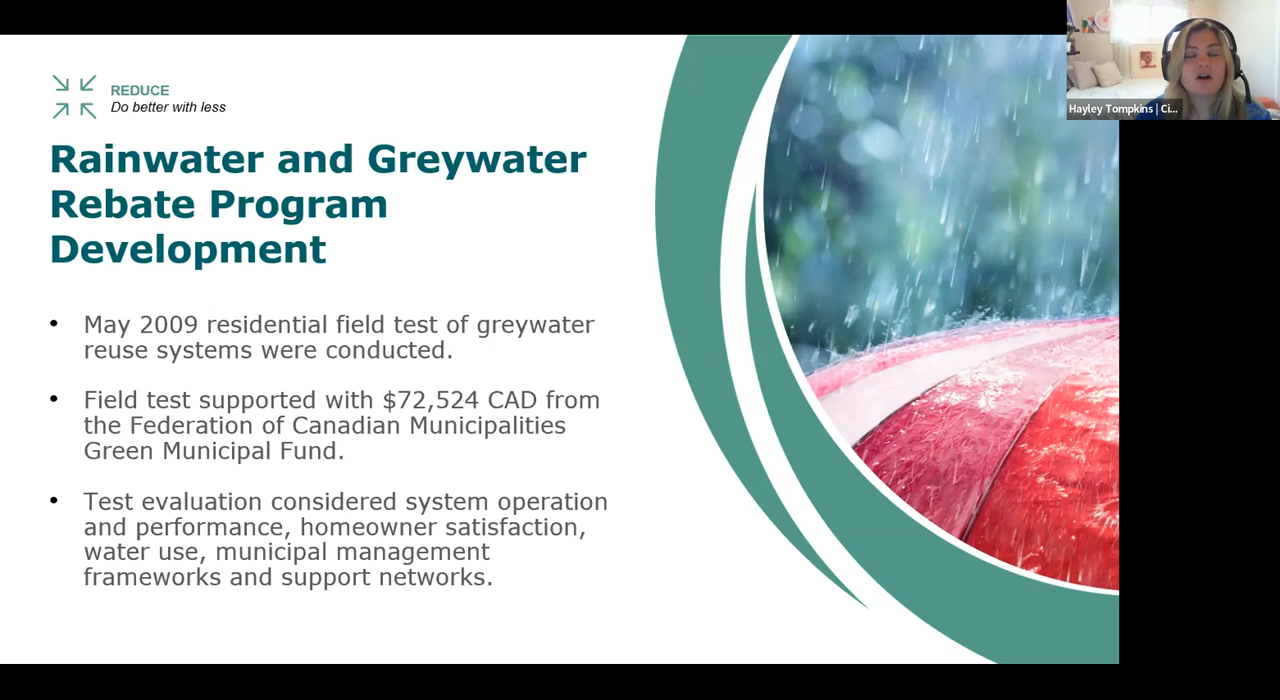 REDUCE
Do better with less
Rainwater and Greywater
Rebate Program
Development
• May 2009 residential field test of greywater
reuse systems were conducted.
• Field test supported with $72,524 CAD from
the Federation of Canadian Municipalities
Green Municipal Fund.
• Test evaluation considered system operation
and performance, homeowner satisfaction,
water use, municipal management
frameworks and support networks.
Hayley Tompkins | Ci...